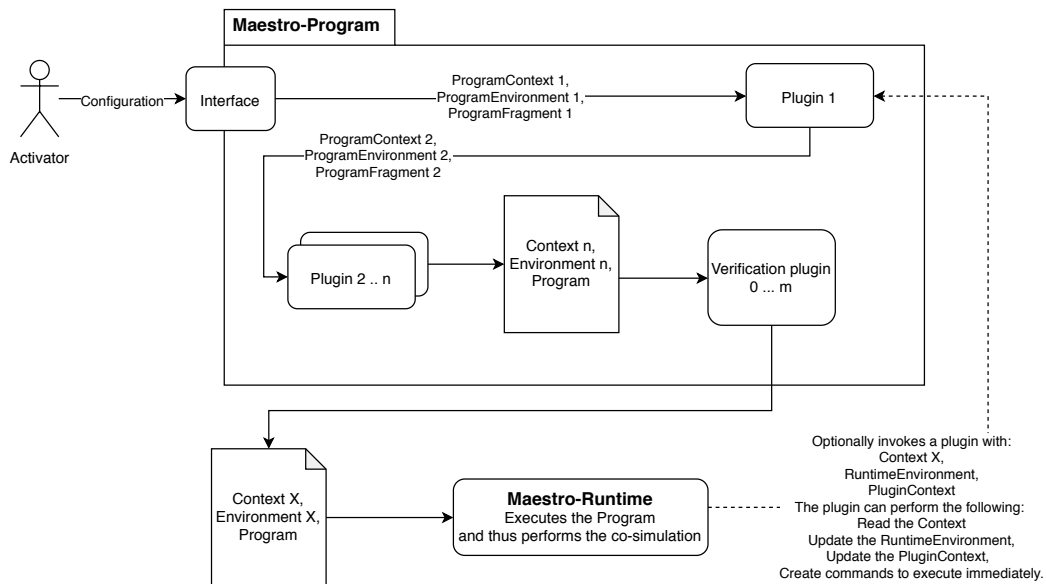 Maestro-Program
Activator
Configuration
Interface
ProgramContext 1,
ProgramEnvironment 1,
ProgramFragment 1
Plugin 1
ProgramContext 2,
ProgramEnvironment 2,
ProgramFragment 2
Plugin 2 .. n
Context n,
Environment n,
Program
Verification plugin
0 ... m
Context X,
Environment X,
Program
Maestro-Runtime
Executes the Program
and thus performs the co-simulation
Optionally invokes a plugin with:
Context X,
RuntimeEnvironment,
PluginContext
The plugin can perform the following:
Read the Context
Update the RuntimeEnvironment,
Update the PluginContext,
Create commands to execute immediately.